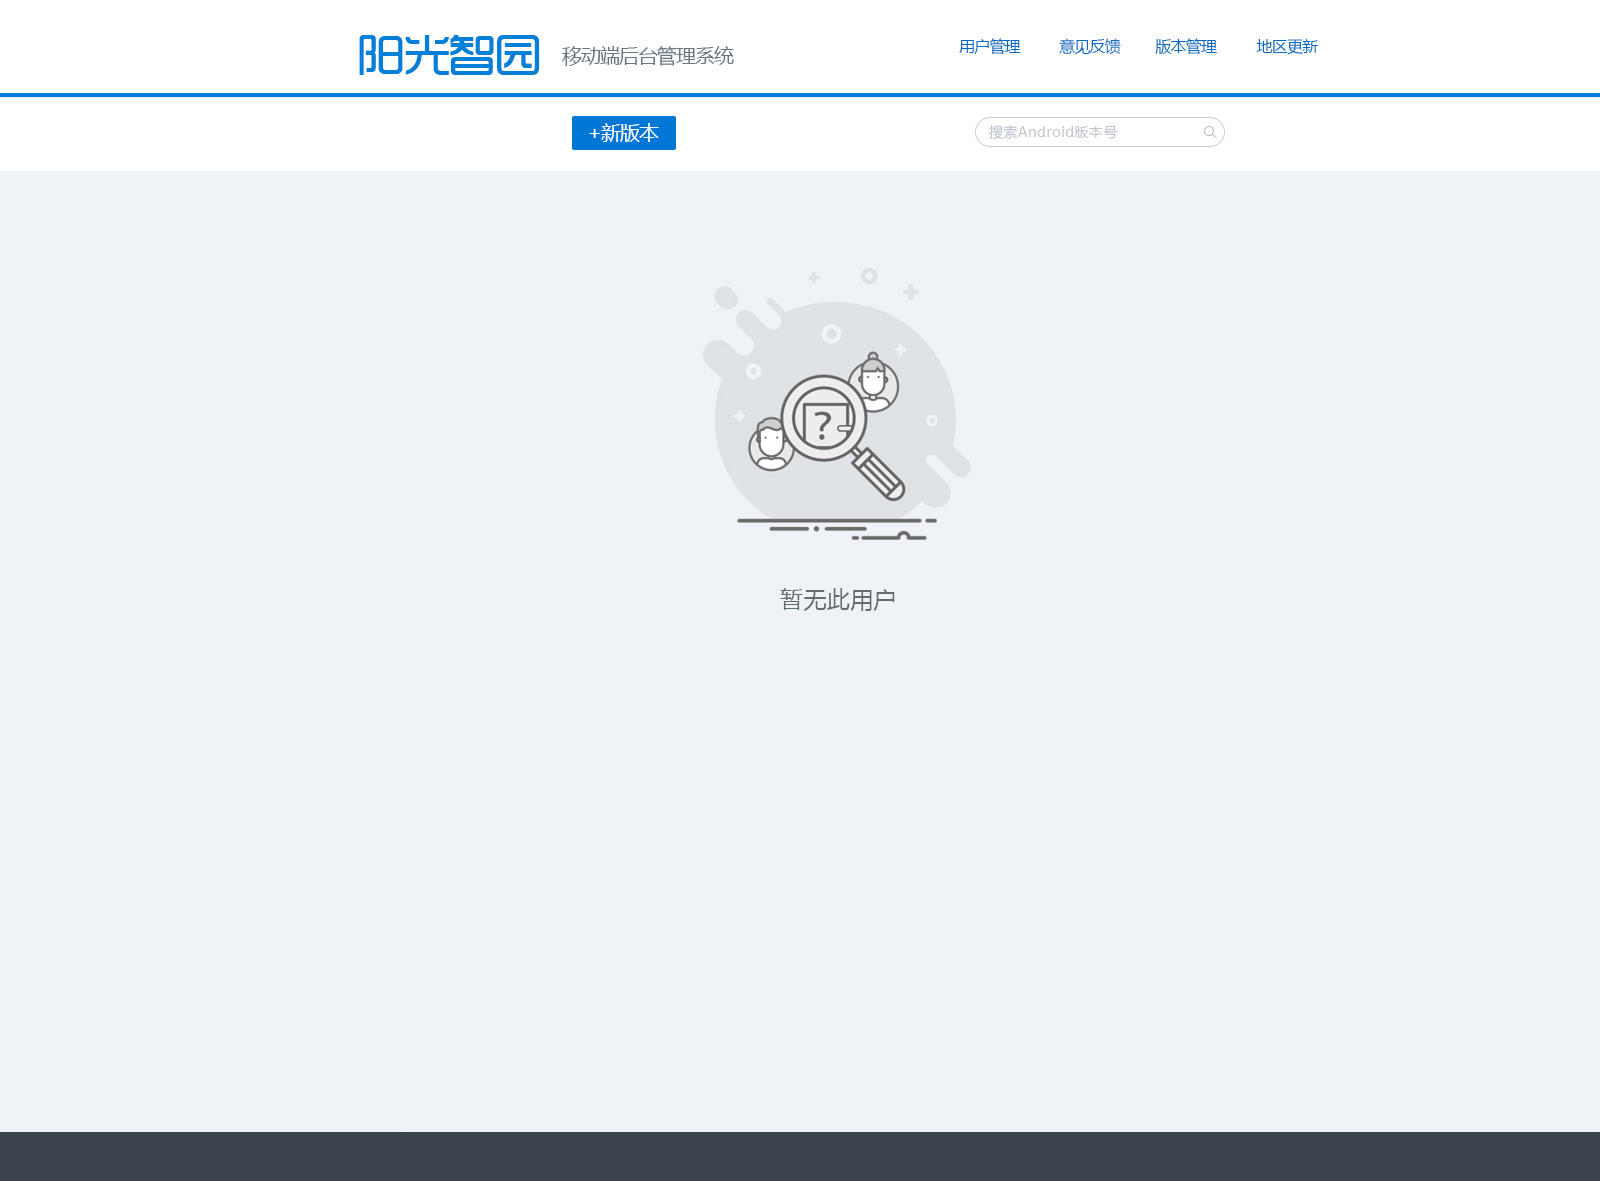 阳光智园
移动端后台管理系统
用户管理
意见反馈
版本管理
地区更新
+新版本
搜索Android版本号
?
暂无此用户